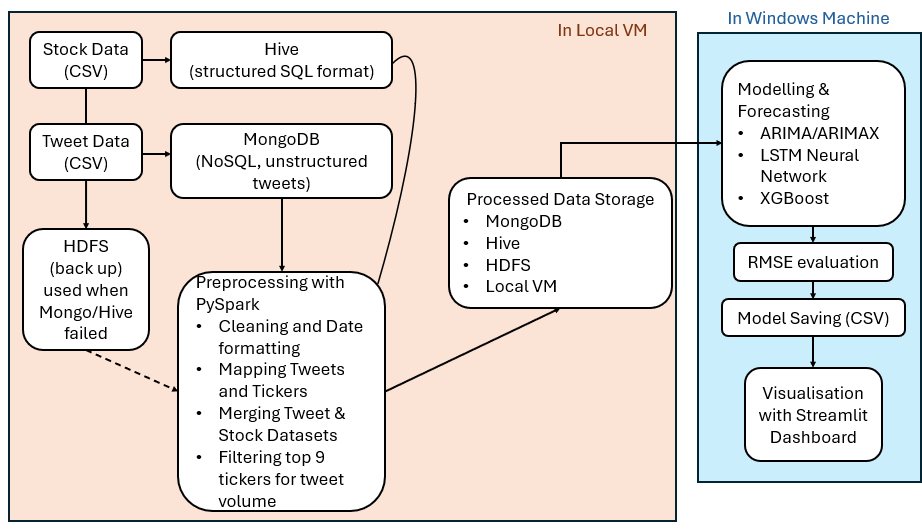 In Local VM
Stock Data
(CSV)
Hive
(structured SQL format)
Tweet Data
(CSV)
MongoDB
(NoSQL, unstructured
tweets)
HDFS
(back up)
used when
Mongo/Hive
failed
Preprocessing with
PySpark
• Cleaning and Date
formatting
• Mapping Tweets
and Tickers
• Merging Tweet &
Stock Datasets
• Filtering top 9
tickers for tweet
volume
Processed Data Storage
• MongoDB
• Hive
• HDFS
• Local VM
In Windows Machine
Modelling &
Forecasting
• ARIMA/ARIMAX
• LSTM Neural
Network
• XGBoost
RMSE evaluation
Model Saving (CSV)
Visualisation
with Streamlit
Dashboard